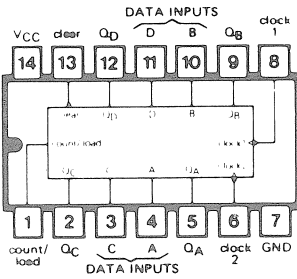 DATA INPUTS
VCC clear QD D B QB clock 1
14 13 12 11 10 9 8
QD D B QB
count/load clock
QC C A QA clock
1 2 3 4 5 6 7
count/load QC C A QA clock 2 GND
DATA INPUTS